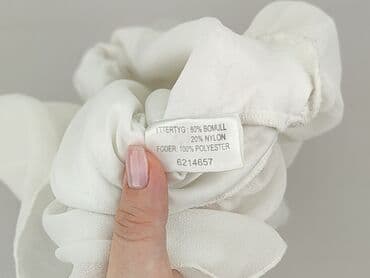 YTTERTYG: 80% BOMULL
20% NYLON
FODER: 100% POLYESTER
6214657